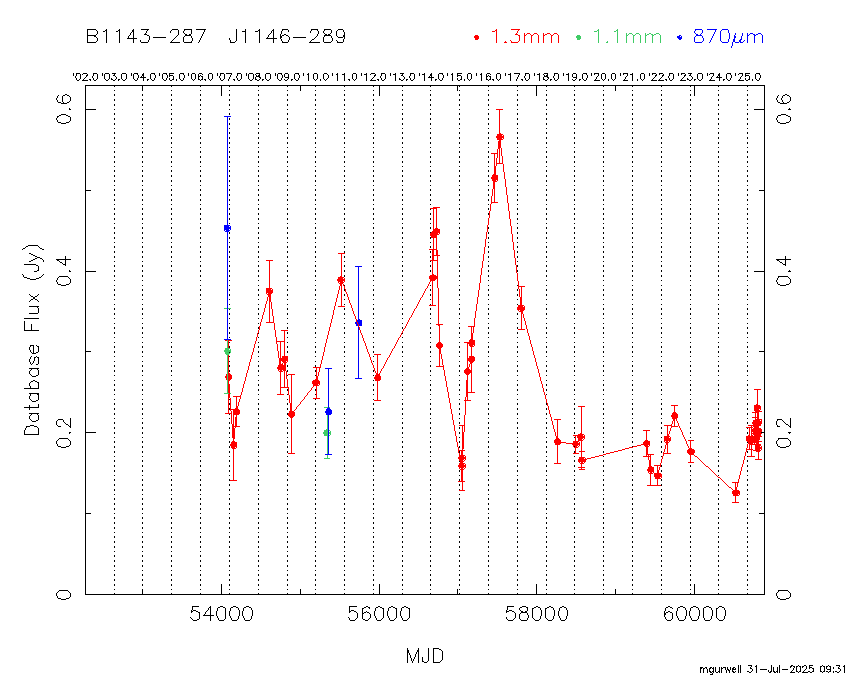 B1143-287 J1146-289 • 1.3mm • 1.1mm • 870μm
'02.0 '03.0 '04.0 '05.0 '06.0 '07.0 '08.0 '09.0 '10.0 '11.0 '12.0 '13.0 '14.0 '15.0 '16.0 '17.0 '18.0 '19.0 '20.0 '21.0 '22.0 '23.0 '24.0 '25.0
0.6 0.6
0.4 0.4
Database Flux (Jy)
0.2 0.2
0 0
54000 56000 58000 60000
MJD
mgurwell 31-Jul-2025 09:31